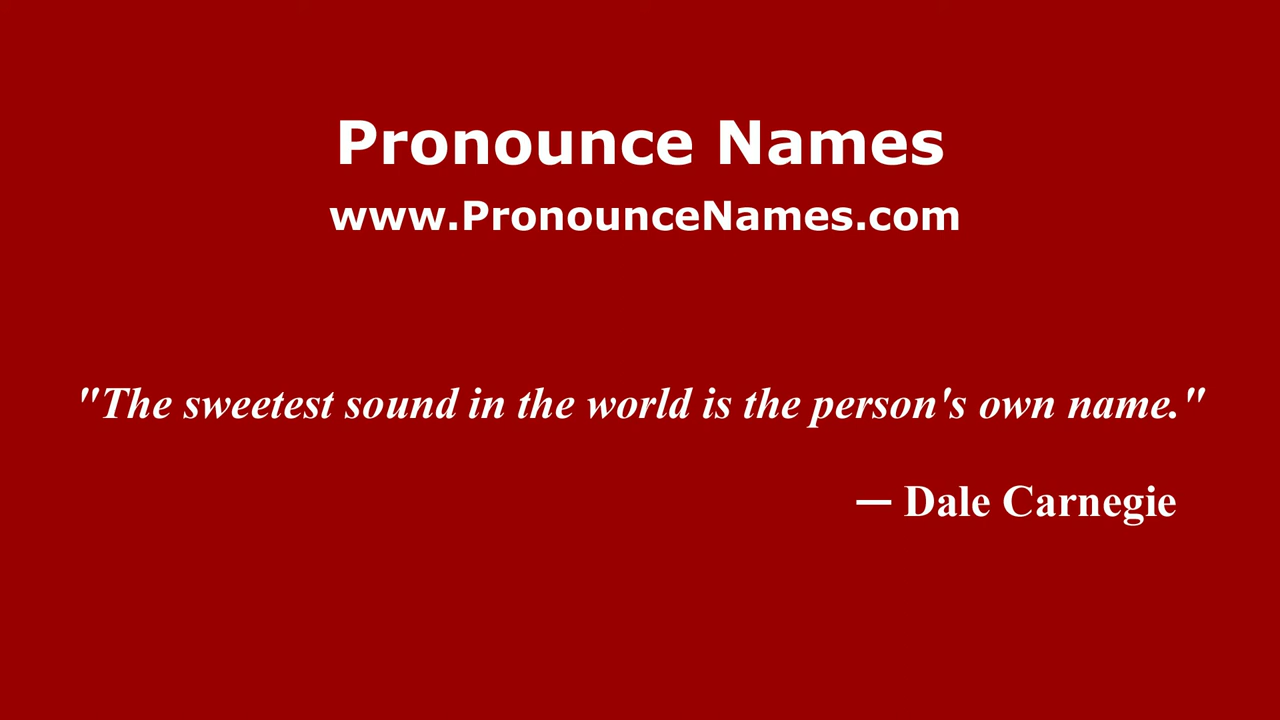 Pronounce Names
www.PronounceNames.com
"The sweetest sound in the world is the person's own name."
— Dale Carnegie